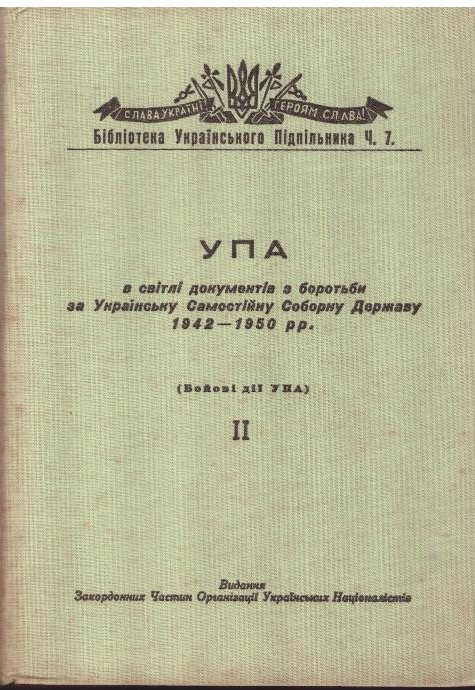 СЛАВА УКРАЇНІ ГЕРОЯМ СЛАВА!
Бібліотека Українського Підпільника Ч. 7.
УПА
в світлі документів з боротьби
за Українську Самостійну Соборну Державу
1942—1950 рр.
(Бойові дії УПА)
II
Видання
Закордонних Частин Організації Українських Націоналістів